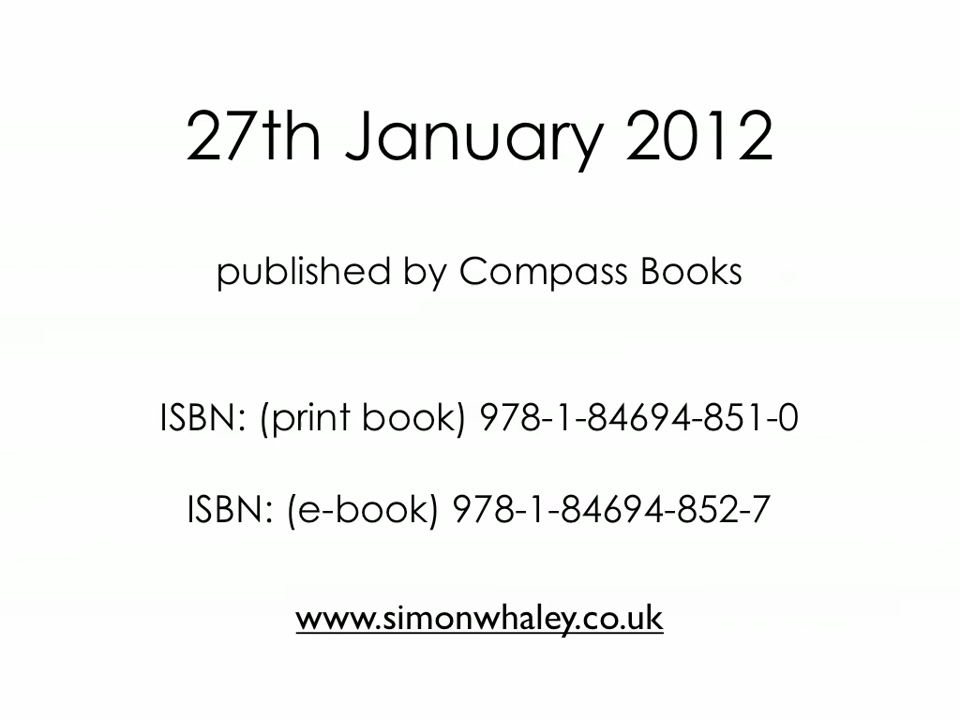 27th January 2012
published by Compass Books
ISBN: (print book) 978-1-84694-851-0
ISBN: (e-book) 978-1-84694-852-7
www.simonwhaley.co.uk